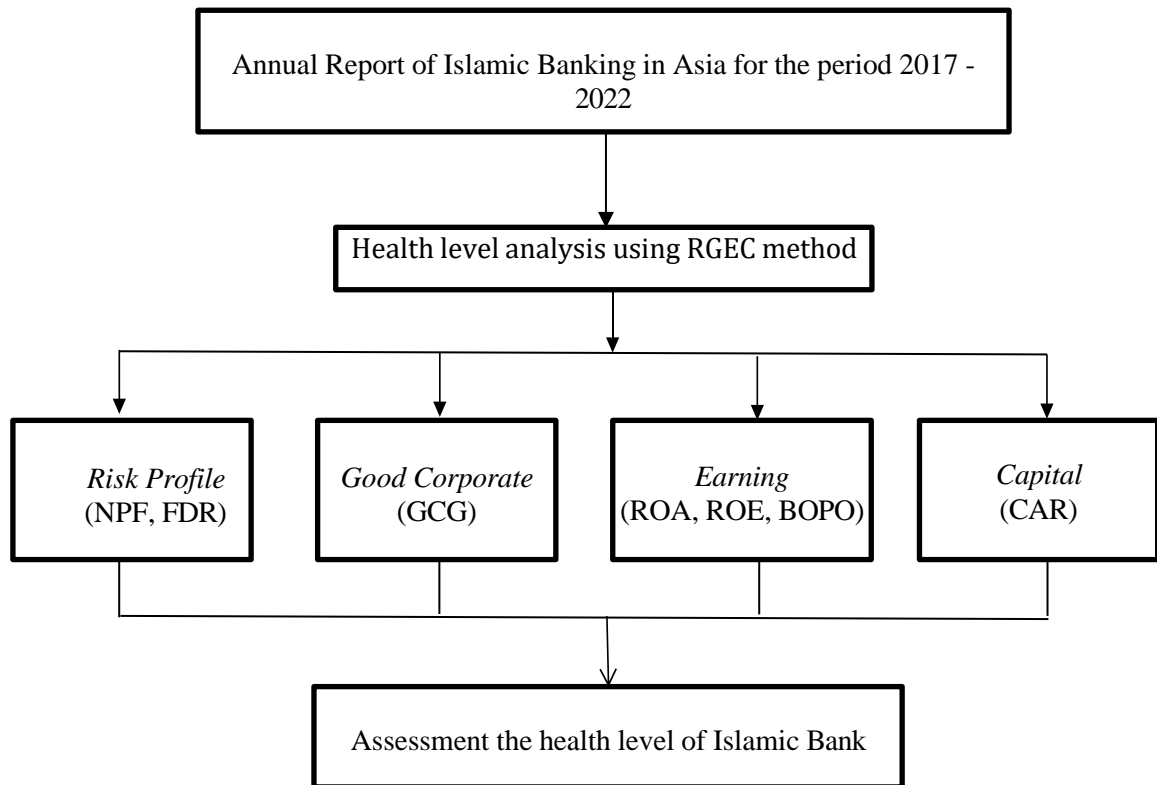 Annual Report of Islamic Banking in Asia for the period 2017 -
2022
Health level analysis using RGEC method
Risk Profile
(NPF, FDR)
Good Corporate
(GCG)
Earning
(ROA, ROE, BOPO)
Capital
(CAR)
Assessment the health level of Islamic Bank